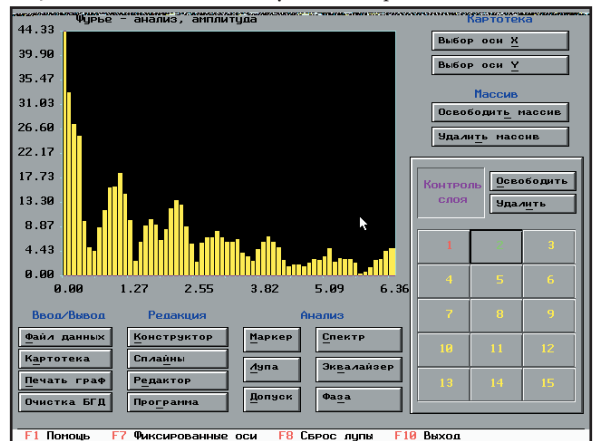 Фурье - анализ, амплитуда
44.33
39.90
35.47
31.03
26.60
22.17
17.73
13.30
8.87
4.43
0.00
0.00 1.27 2.55 3.82 5.09 6.36
Картотека
Выбор оси X
Выбор оси Y
Массив
Освободить массив
Удалить массив
Контроль
слоя
Освободить
Удалить
1 2 3
4 5 6
7 8 9
10 11 12
13 14 15
Ввод/Вывод Редакция Анализ
Файл данных Конструктор Маркер Спектр
Картотека Сплайны Лупа Эквалайзер
Печать граф Редактор
Очистка БГД Программа Допуск Фаза
F1 Помощь F7 Фиксированные оси F8 Сброс лупы F10 Выход